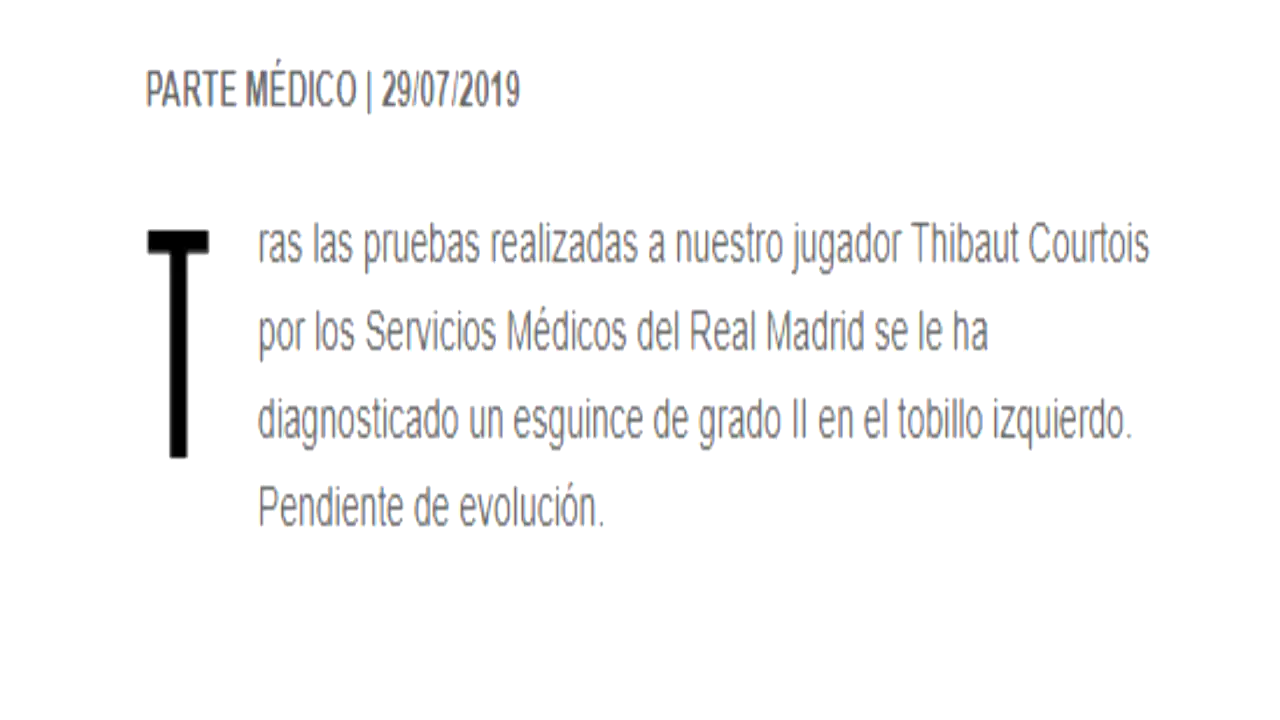 PARTE MÉDICO | 29/07/2019
Tras las pruebas realizadas a nuestro jugador Thibaut Courtois
por los Servicios Médicos del Real Madrid se le ha
diagnosticado un esguince de grado II en el tobillo izquierdo.
Pendiente de evolución.